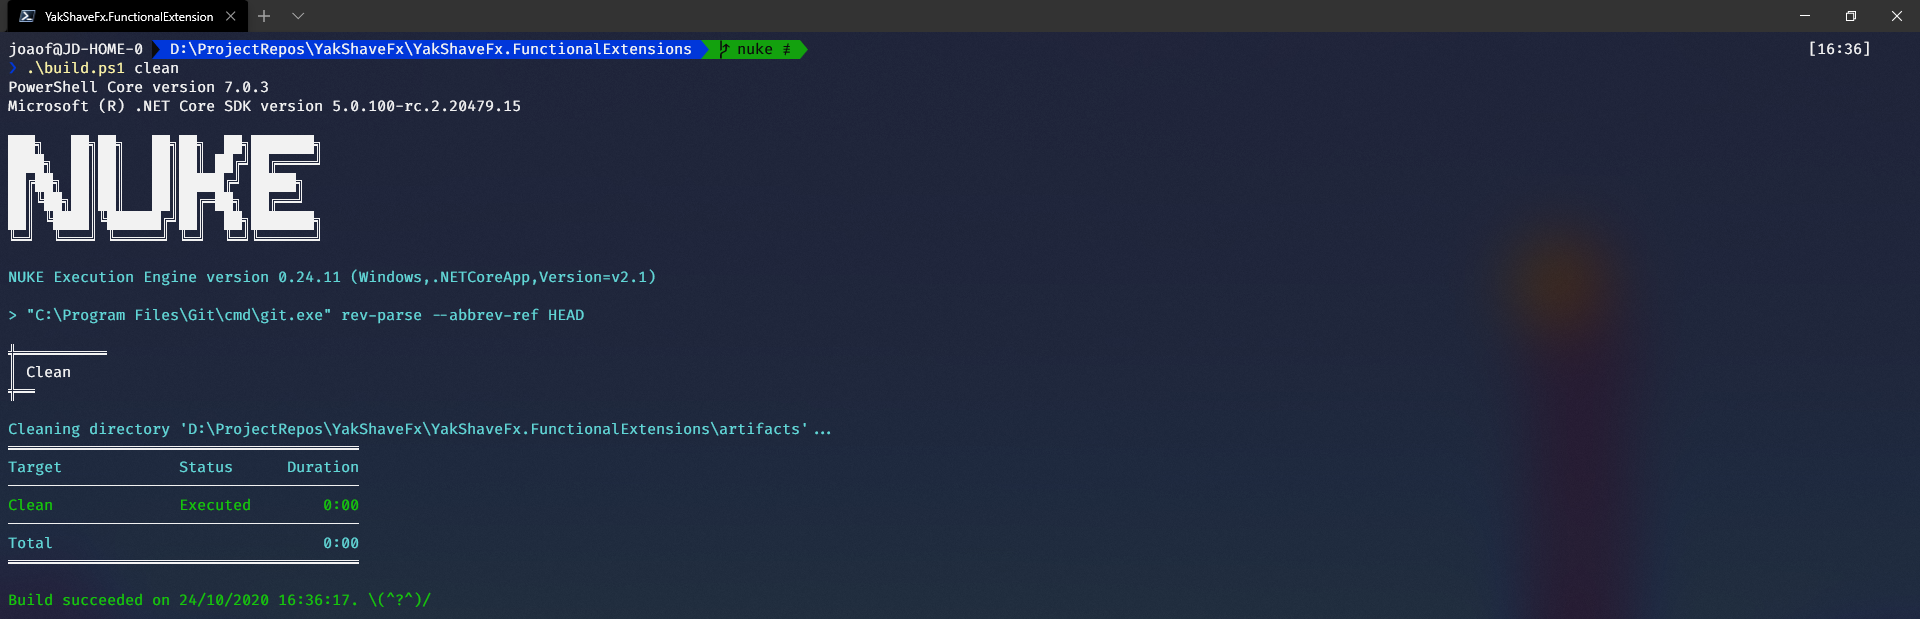 YakShaveFx.FunctionalExtension
joaof@JD-HOME-0 D:\ProjectRepos\YakShaveFx\YakShaveFx.FunctionalExtensions nuke ≢ [16:36]
❯ .\build.ps1 clean
PowerShell Core version 7.0.3
Microsoft (R) .NET Core SDK version 5.0.100-rc.2.20479.15
NUKE
NUKE Execution Engine version 0.24.11 (Windows,.NETCoreApp,Version=v2.1)
> "C:\Program Files\Git\cmd\git.exe" rev-parse --abbrev-ref HEAD
Clean
Cleaning directory 'D:\ProjectRepos\YakShaveFx\YakShaveFx.FunctionalExtensions\artifacts'...
Target Status Duration
Clean Executed 0:00
Total 0:00
Build succeeded on 24/10/2020 16:36:17. \(^?^)/